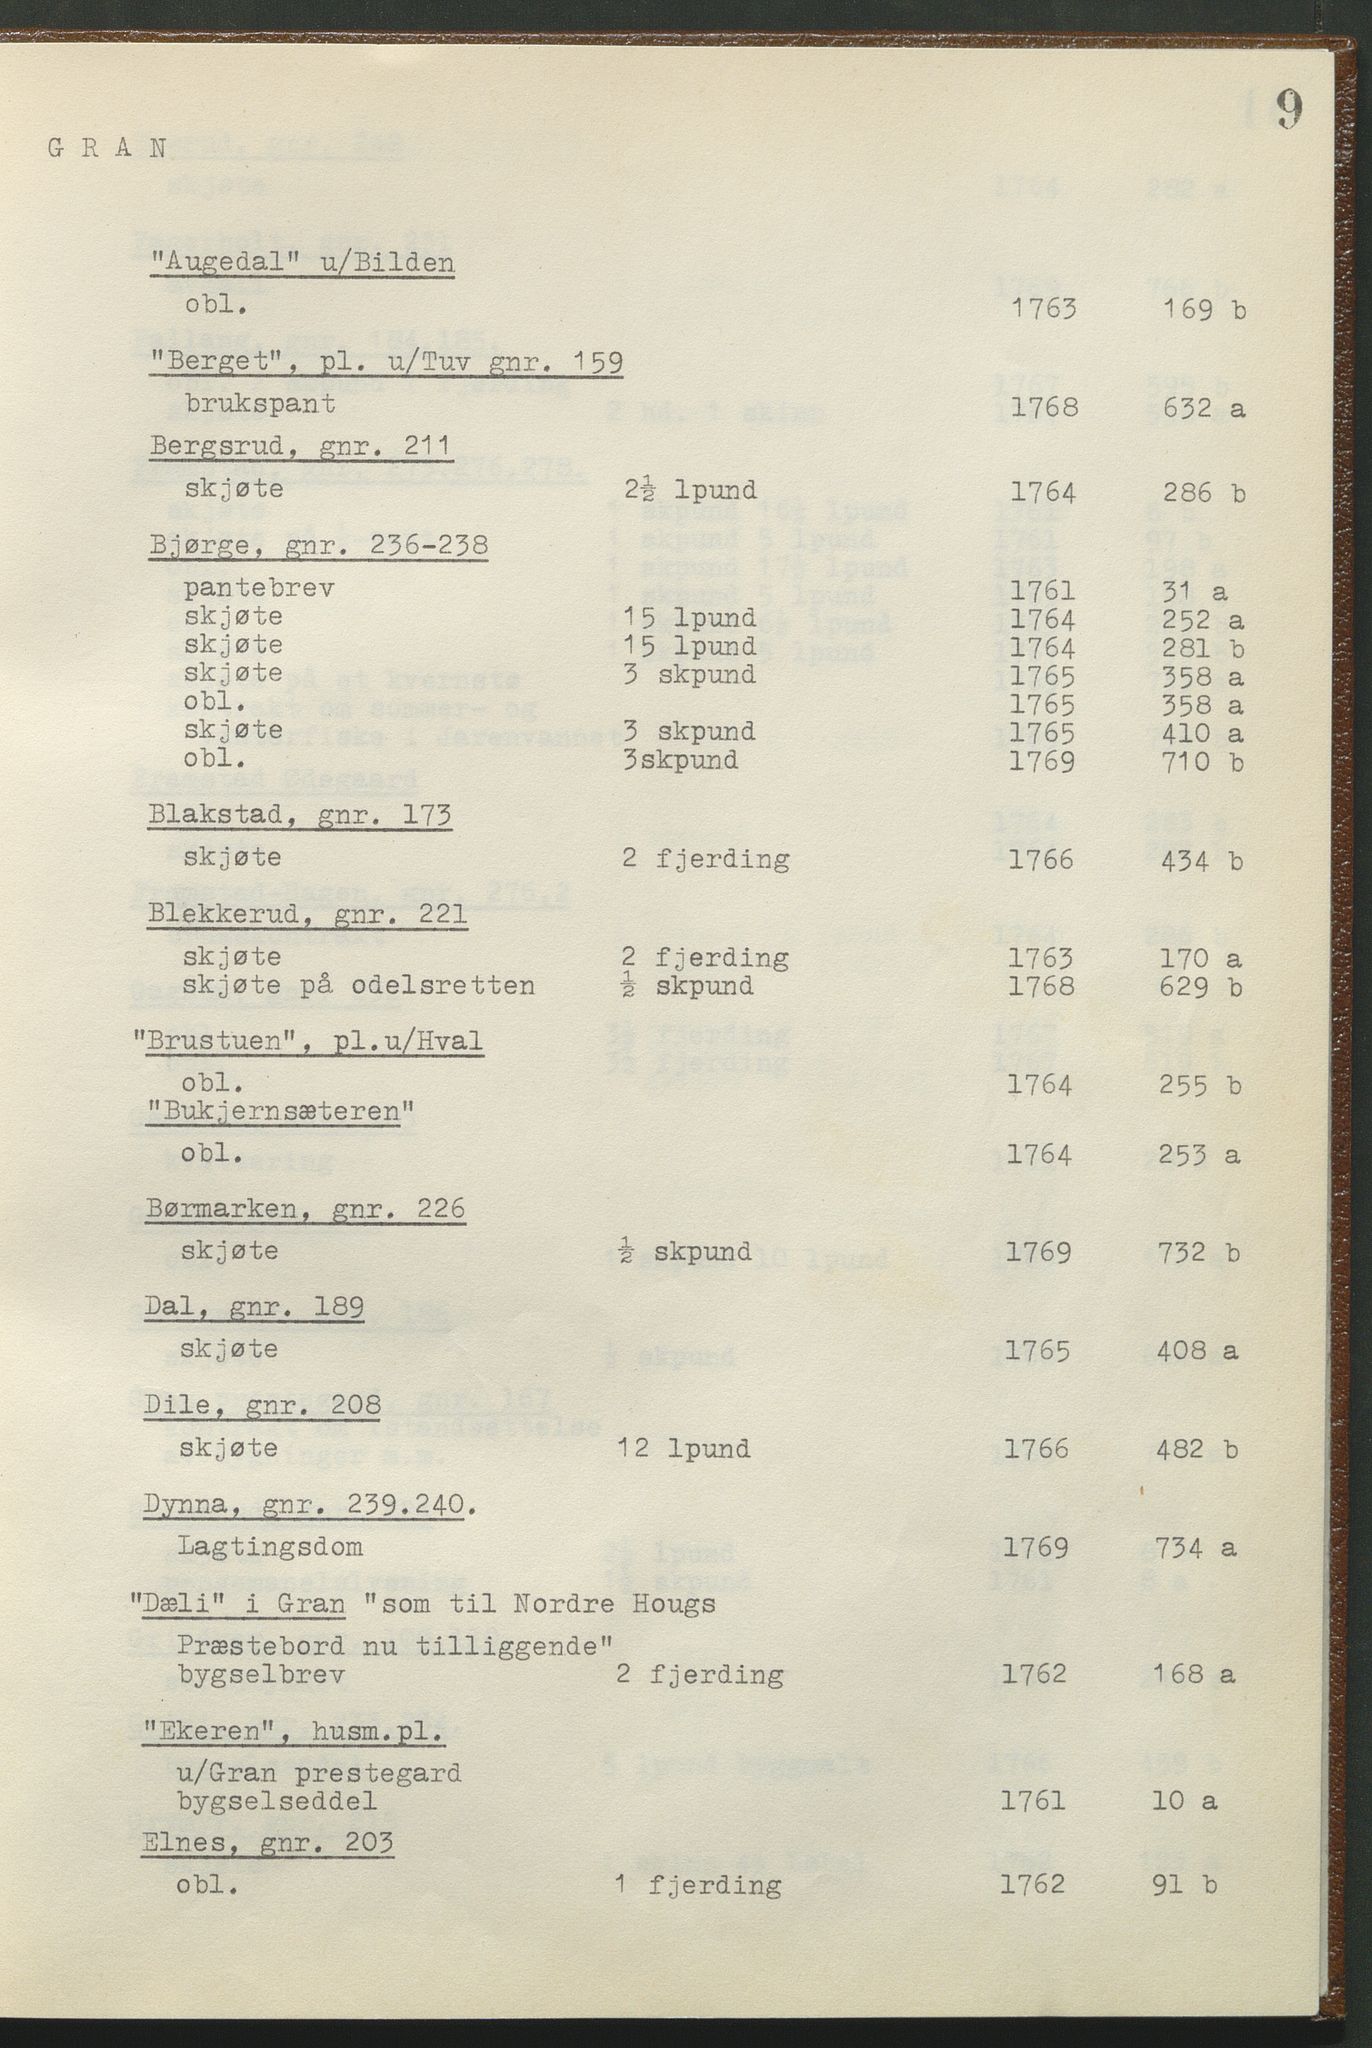 9
G R A N
"Augedal" u/Bilden
obl. 1763 169 b
"Berget", pl. u/Tuv gnr. 159
brukspant 1768 632 a
Bergsrud, gnr. 211
skjøte 2½ lpund 1764 286 b
Bjørge, gnr. 236-238
pantebrev 1761 31 a
skjøte 15 lpund 1764 252 a
skjøte 15 lpund 1764 281 b
skjøte 3 skpund 1765 358 a
obl. 1765 358 a
skjøte 3 skpund 1765 410 a
obl. 3skpund 1769 710 b
Blakstad, gnr. 173
skjøte 2 fjerding 1766 434 b
Blekkerud, gnr. 221
skjøte 2 fjerding 1763 170 a
skjøte på odelsretten ½ skpund 1768 629 b
"Brustuen", pl.u/Hval
obl. 1764 255 b
"Bukjernsæteren"
obl. 1764 253 a
Børmarken, gnr. 226
skjøte ½ skpund 1769 732 b
Dal, gnr. 189
skjøte 1765 408 a
Dile, gnr. 208
skjøte 12 lpund 1766 482 b
Dynna, gnr. 239.240.
Lagtingsdom 1769 734 a
"Dæli" i Gran "som til Nordre Hougs
Præstebord nu tilliggende"
bygselbrev 2 fjerding 1762 168 a
"Ekeren", husm.pl.
u/Gran prestegard
bygselseddel 1761 10 a
Elnes, gnr. 203
obl. 1 fjerding 1762 91 b